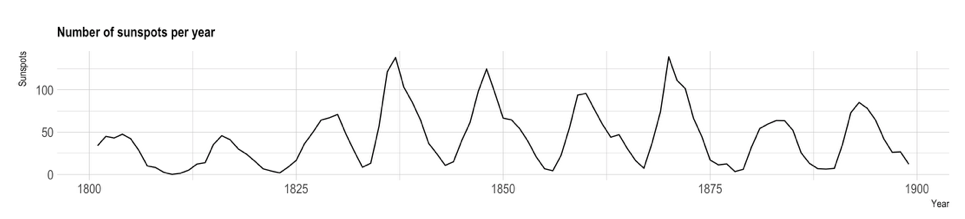 Number of sunspots per year
Sunspots
100
50
0
1800 1825 1850 1875 1900
Year